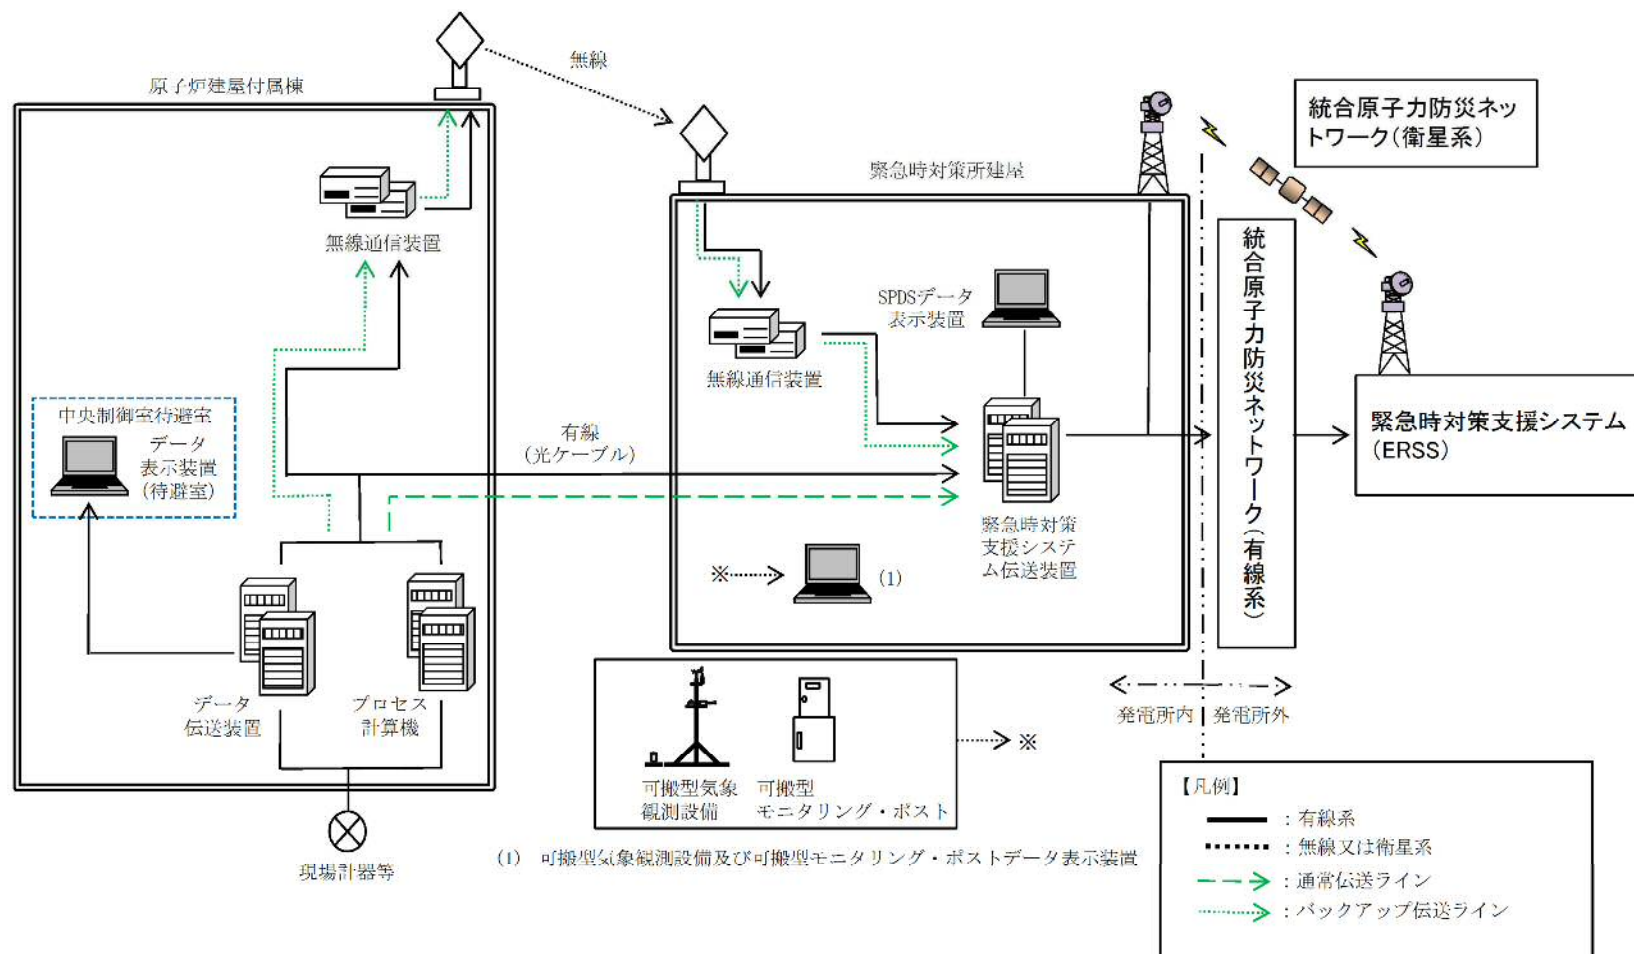 無線
原子炉建屋付属棟
統合原子力防災ネッ
トワーク(衛星系)
緊急時対策所建屋
無線通信装置
統合原子力防災ネットワーク(有線系)
SPDSデータ
表示装置
無線通信装置
中央制御室待避室
データ
表示装置
(待避室)
有線
(光ケーブル)
緊急時対策支援システム
(ERSS)
緊急時対策
支援システ
ム伝送装置
※
(1)
データ
伝送装置
プロセス
計算機
発電所内
発電所外
※
可搬型気象
観測設備
可搬型
モニタリング・ポスト
現場計器等
(1) 可搬型気象観測設備及び可搬型モニタリング・ポストデータ表示装置
【凡例】
:有線系
:無線又は衛星系
:通常伝送ライン
:バックアップ伝送ライン